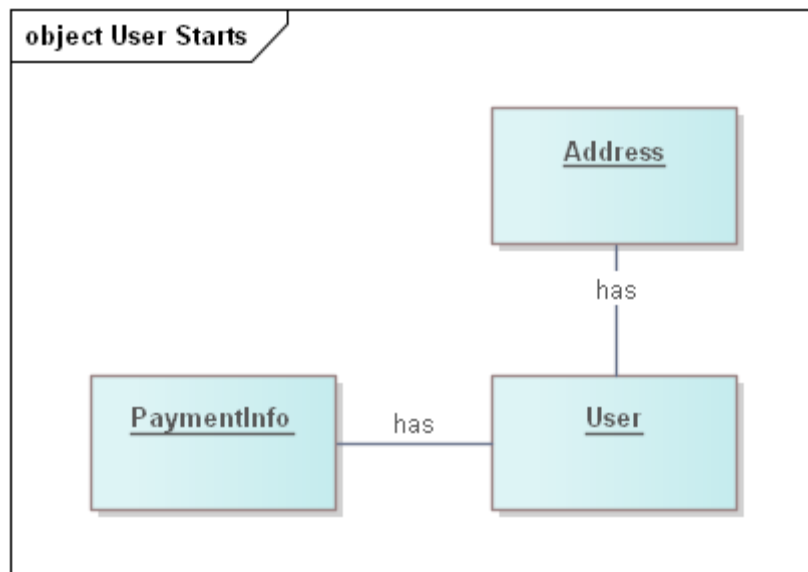 object User Starts
Address
has
PaymentInfo
has
User